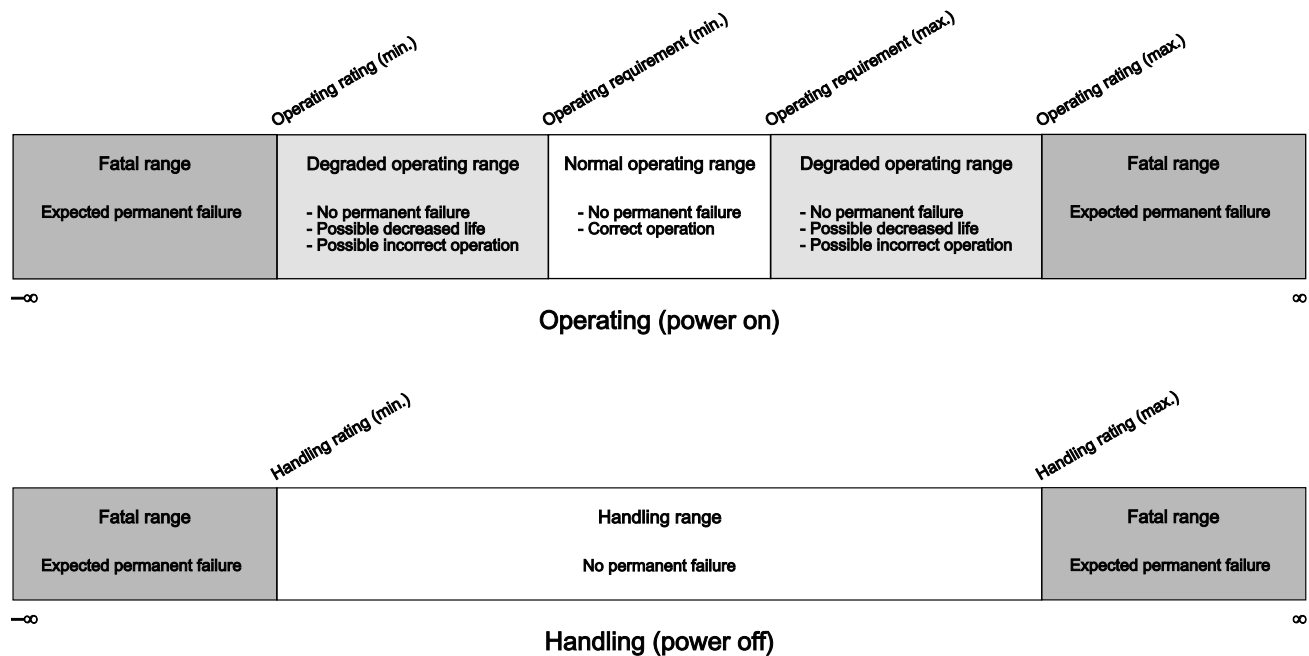 Operating rating (min.)
Operating requirement (min.)
Operating requirement (max.)
Operating rating (max.)
Fatal range
Expected permanent failure
Degraded operating range
- No permanent failure
- Possible decreased life
- Possible incorrect operation
Normal operating range
- No permanent failure
- Correct operation
Degraded operating range
- No permanent failure
- Possible decreased life
- Possible incorrect operation
Fatal range
Expected permanent failure
–∞
∞
Operating (power on)
Handling rating (min.)
Handling rating (max.)
Fatal range
Expected permanent failure
Handling range
No permanent failure
Fatal range
Expected permanent failure
–∞
∞
Handling (power off)